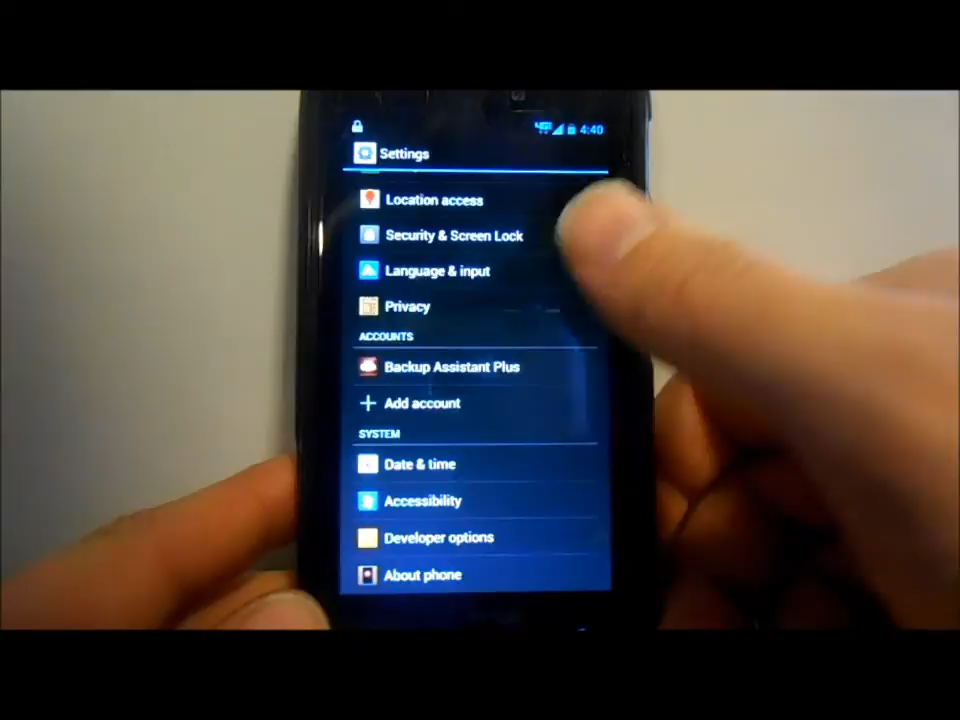 4:40
Settings
Location access
Security & Screen Lock
Language & input
Privacy
ACCOUNTS
Backup Assistant Plus
Add account
SYSTEM
Date & time
Accessibility
Developer options
About phone